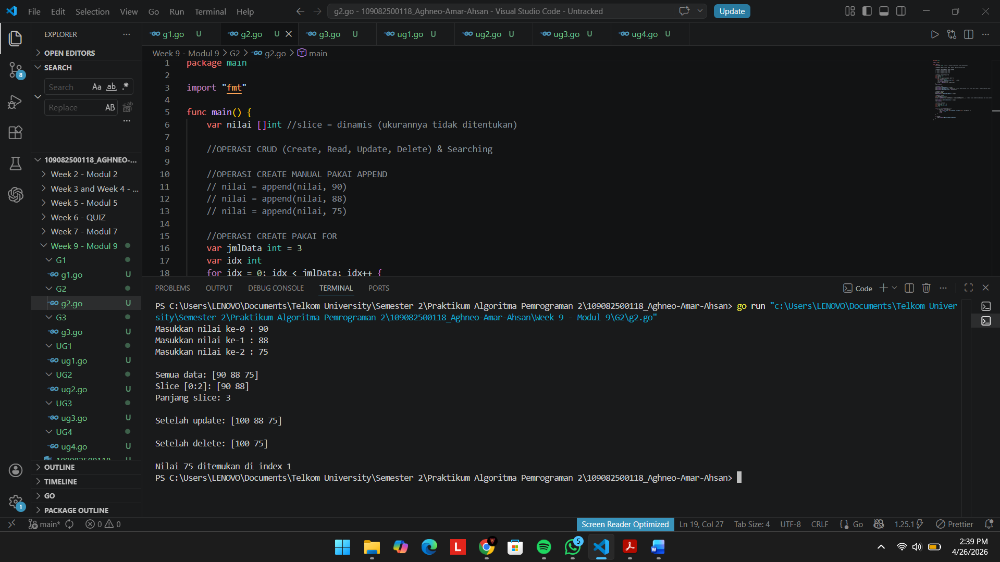 File Edit Selection View Go Run Terminal Help
g2.go - 109082500118_Aghneo-Amar-Ahsan - Visual Studio Code - Untracked
Update
EXPLORER
g1.go U
g2.go U
g3.go U
ug1.go U
ug2.go U
ug3.go U
ug4.go U
OPEN EDITORS
SEARCH
Search Aa ab .*
Replace AB
8
109082500118_AGHNEO-...
Week 2 - Modul 2
Week 3 and Week 4 - ...
Week 5 - Modul 5
Week 6 - QUIZ
Week 7 - Modul 7
Week 9 - Modul 9
G1
g1.go U
G2
g2.go U
G3
g3.go U
UG1
ug1.go U
UG2
ug2.go U
UG3
ug3.go U
UG4
ug4.go U
109082500118 U
OUTLINE
TIMELINE
GO
PACKAGE OUTLINE
1
Week 9 - Modul 9 > G2 > g2.go > main
1 package main
2
3 import "fmt"
4
5 func main() {
6 var nilai []int //slice = dinamis (ukurannya tidak ditentukan)
7
8 //OPERASI CRUD (Create, Read, Update, Delete) & Searching
9
10 //OPERASI CREATE MANUAL PAKAI APPEND
11 // nilai = append(nilai, 90)
12 // nilai = append(nilai, 88)
13 // nilai = append(nilai, 75)
14
15 //OPERASI CREATE PAKAI FOR
16 var jmlData int = 3
17 var idx int
18 for idx = 0; idx < jmlData; idx++ {
PROBLEMS OUTPUT DEBUG CONSOLE TERMINAL PORTS
Code
PS C:\Users\LENOVO\Documents\Telkom University\Semester 2\Praktikum Algoritma Pemrograman 2\109082500118_Aghneo-Amar-Ahsan> go run "c:\Users\LENOVO\Documents\Telkom Univer
sity\Semester 2\Praktikum Algoritma Pemrograman 2\109082500118_Aghneo-Amar-Ahsan\Week 9 - Modul 9\G2\g2.go"
Masukkan nilai ke-0 : 90
Masukkan nilai ke-1 : 88
Masukkan nilai ke-2 : 75
Semua data: [90 88 75]
Slice [0:2]: [90 88]
Panjang slice: 3
Setelah update: [100 88 75]
Setelah delete: [100 75]
Nilai 75 ditemukan di index 1
PS C:\Users\LENOVO\Documents\Telkom University\Semester 2\Praktikum Algoritma Pemrograman 2\109082500118_Aghneo-Amar-Ahsan>
main* 0 0
Screen Reader Optimized Ln 19, Col 27 Tab Size: 4 UTF-8 CRLF { } Go 1.25.1 Prettier
L
5
W
2:39 PM
4/26/2026